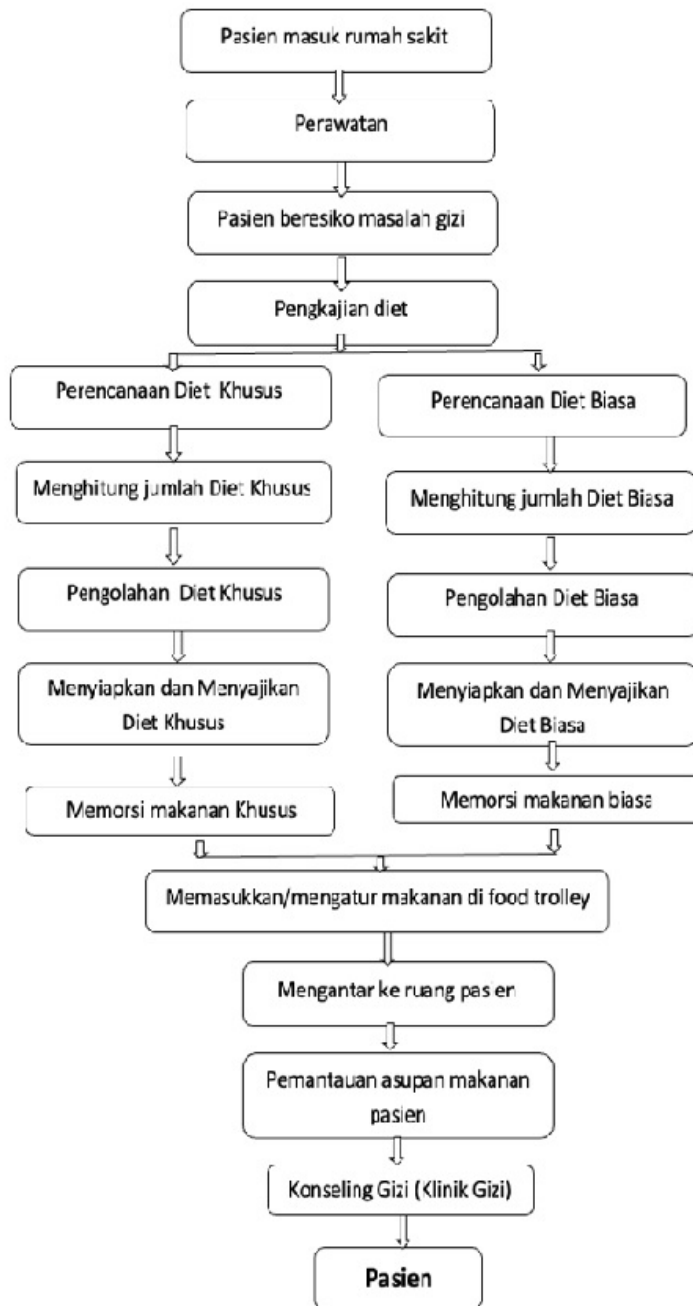 Pasien masuk rumah sakit
Perawatan
Pasien beresiko masalah gizi
Pengkajian diet
Perencanaan Diet Khusus
Perencanaan Diet Biasa
Menghitung jumlah Diet Khusus
Menghitung jumlah Diet Biasa
Pengolahan Diet Khusus
Pengolahan Diet Biasa
Menyiapkan dan Menyajikan
Diet Khusus
Menyiapkan dan Menyajikan
Diet Biasa
Memorsi makanan Khusus
Memorsi makanan biasa
Memasukkan/mengatur makanan di food trolley
Mengantar ke ruang pasien
Pemantauan asupan makanan
pasien
Konseling Gizi (Klinik Gizi)
Pasien